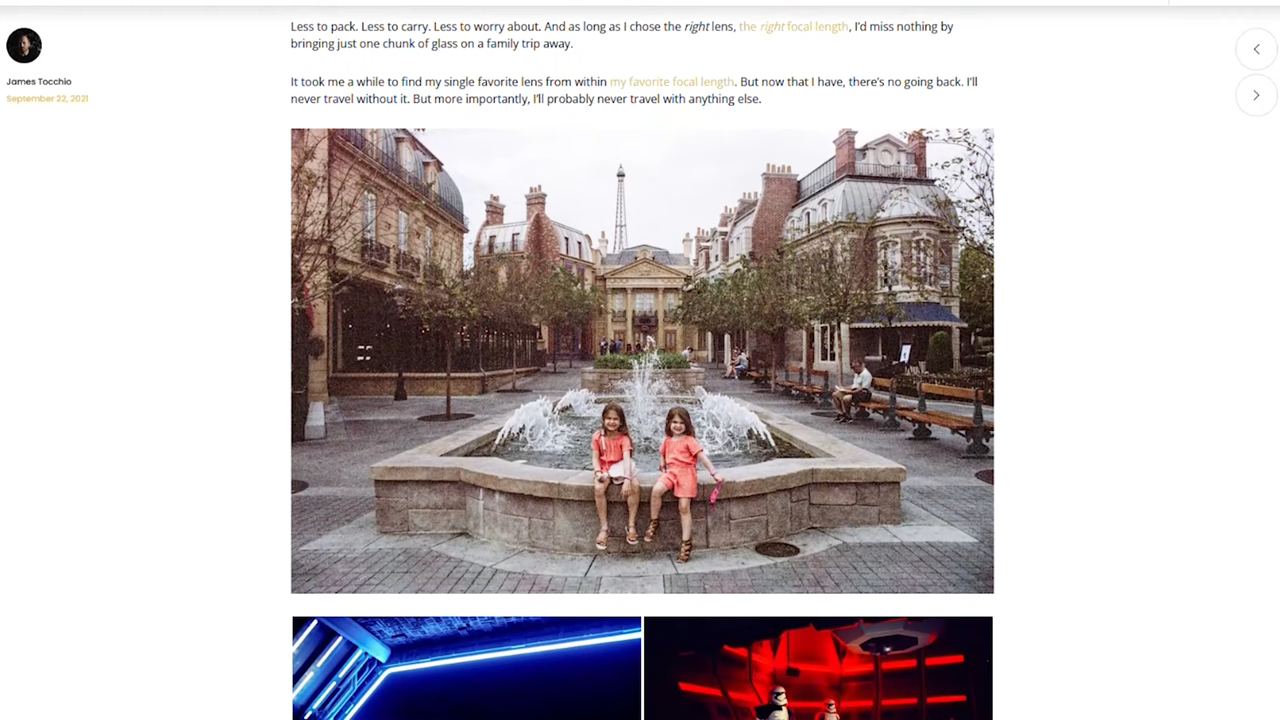 Less to pack. Less to carry. Less to worry about. And as long as I chose the right lens, the right focal length, I'd miss nothing by
bringing just one chunk of glass on a family trip away.
James Tocchio
September 22, 2021
It took me a while to find my single favorite lens from within my favorite focal length. But now that I have, there's no going back. I'll
never travel without it. But more importantly, I'll probably never travel with anything else.